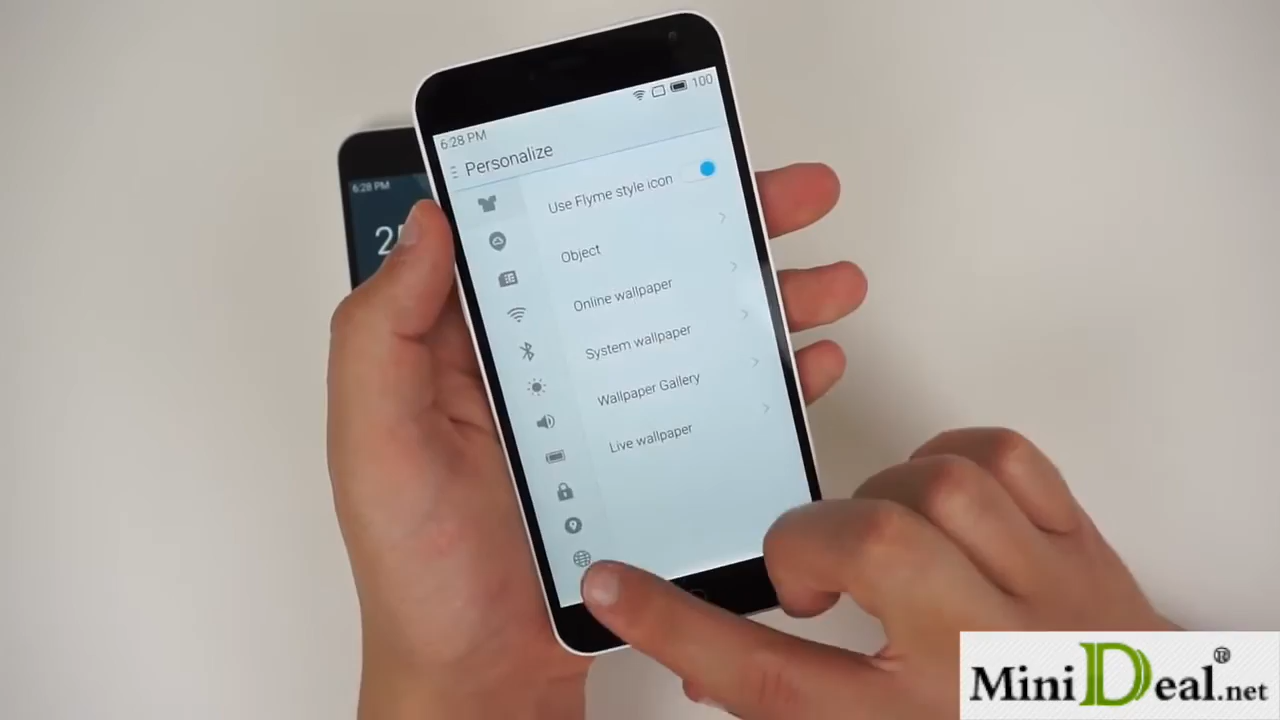 6:28 PM
100
Personalize
Use Flyme style icon
Object
Online wallpaper
System wallpaper
Wallpaper Gallery
Live wallpaper
6:28 PM
MiniDeal.net®